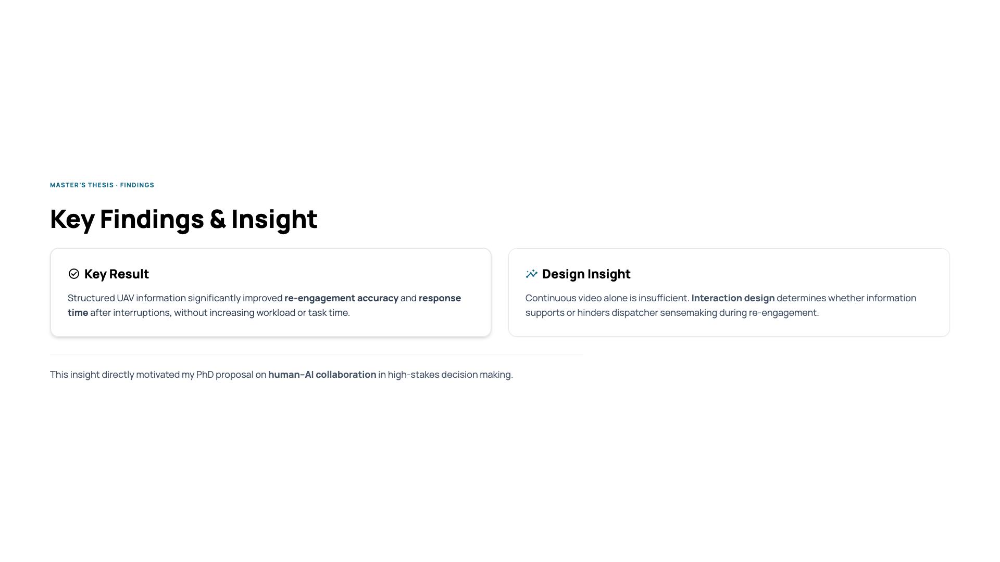 MASTER'S THESIS · FINDINGS
Key Findings & Insight
Key Result
Structured UAV information significantly improved re-engagement accuracy and response
time after interruptions, without increasing workload or task time.
Design Insight
Continuous video alone is insufficient. Interaction design determines whether information
supports or hinders dispatcher sensemaking during re-engagement.
This insight directly motivated my PhD proposal on human–AI collaboration in high-stakes decision making.